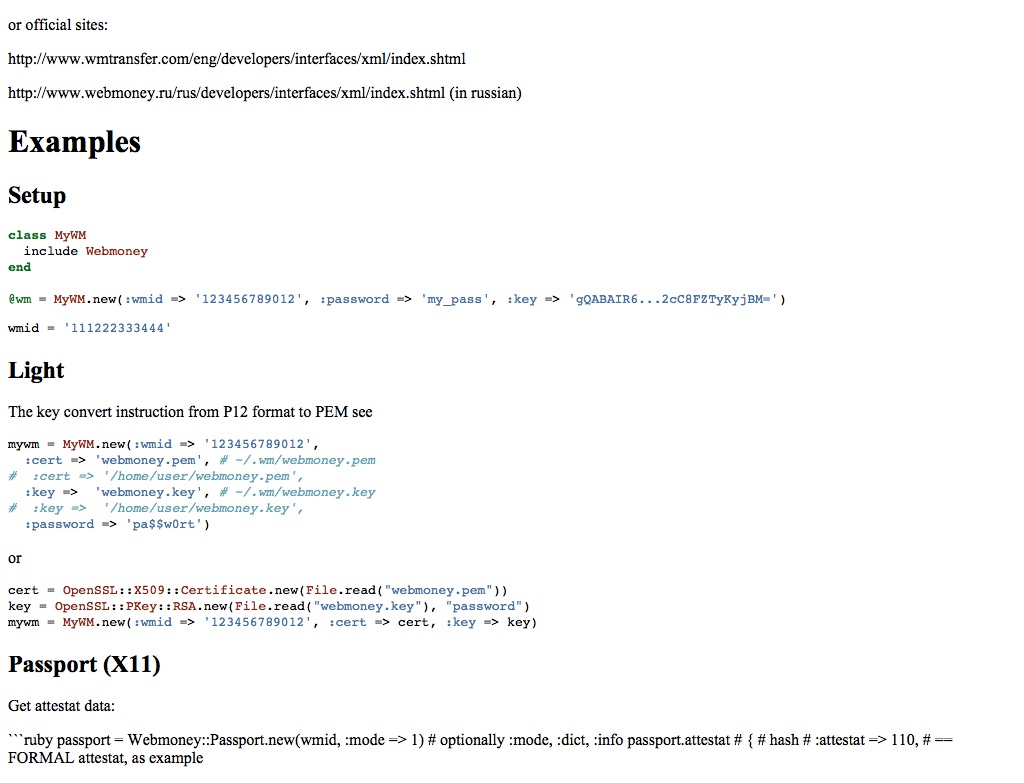 or official sites:
http://www.wmtransfer.com/eng/developers/interfaces/xml/index.shtml
http://www.webmoney.ru/rus/developers/interfaces/xml/index.shtml (in russian)
Examples
Setup
class MyWM
  include Webmoney
end
@wm = MyWM.new(:wmid => '123456789012', :password => 'my_pass', :key => 'gQABAIR6...2cC8FZTyKyjBM=')
wmid = '111222333444'
Light
The key convert instruction from P12 format to PEM see
mywm = MyWM.new(:wmid => '123456789012',
  :cert => 'webmoney.pem', # ~/.wm/webmoney.pem
#  :cert => '/home/user/webmoney.pem',
  :key =>  'webmoney.key', # ~/.wm/webmoney.key
#  :key =>  '/home/user/webmoney.key',
  :password => 'pa$$w0rt')
or
cert = OpenSSL::X509::Certificate.new(File.read("webmoney.pem"))
key = OpenSSL::PKey::RSA.new(File.read("webmoney.key"), "password")
mywm = MyWM.new(:wmid => '123456789012', :cert => cert, :key => key)
Passport (X11)
Get attestat data:
```ruby passport = Webmoney::Passport.new(wmid, :mode => 1) # optionally :mode, :dict, :info passport.attestat # { # hash # :attestat => 110, # ==
FORMAL attestat, as example